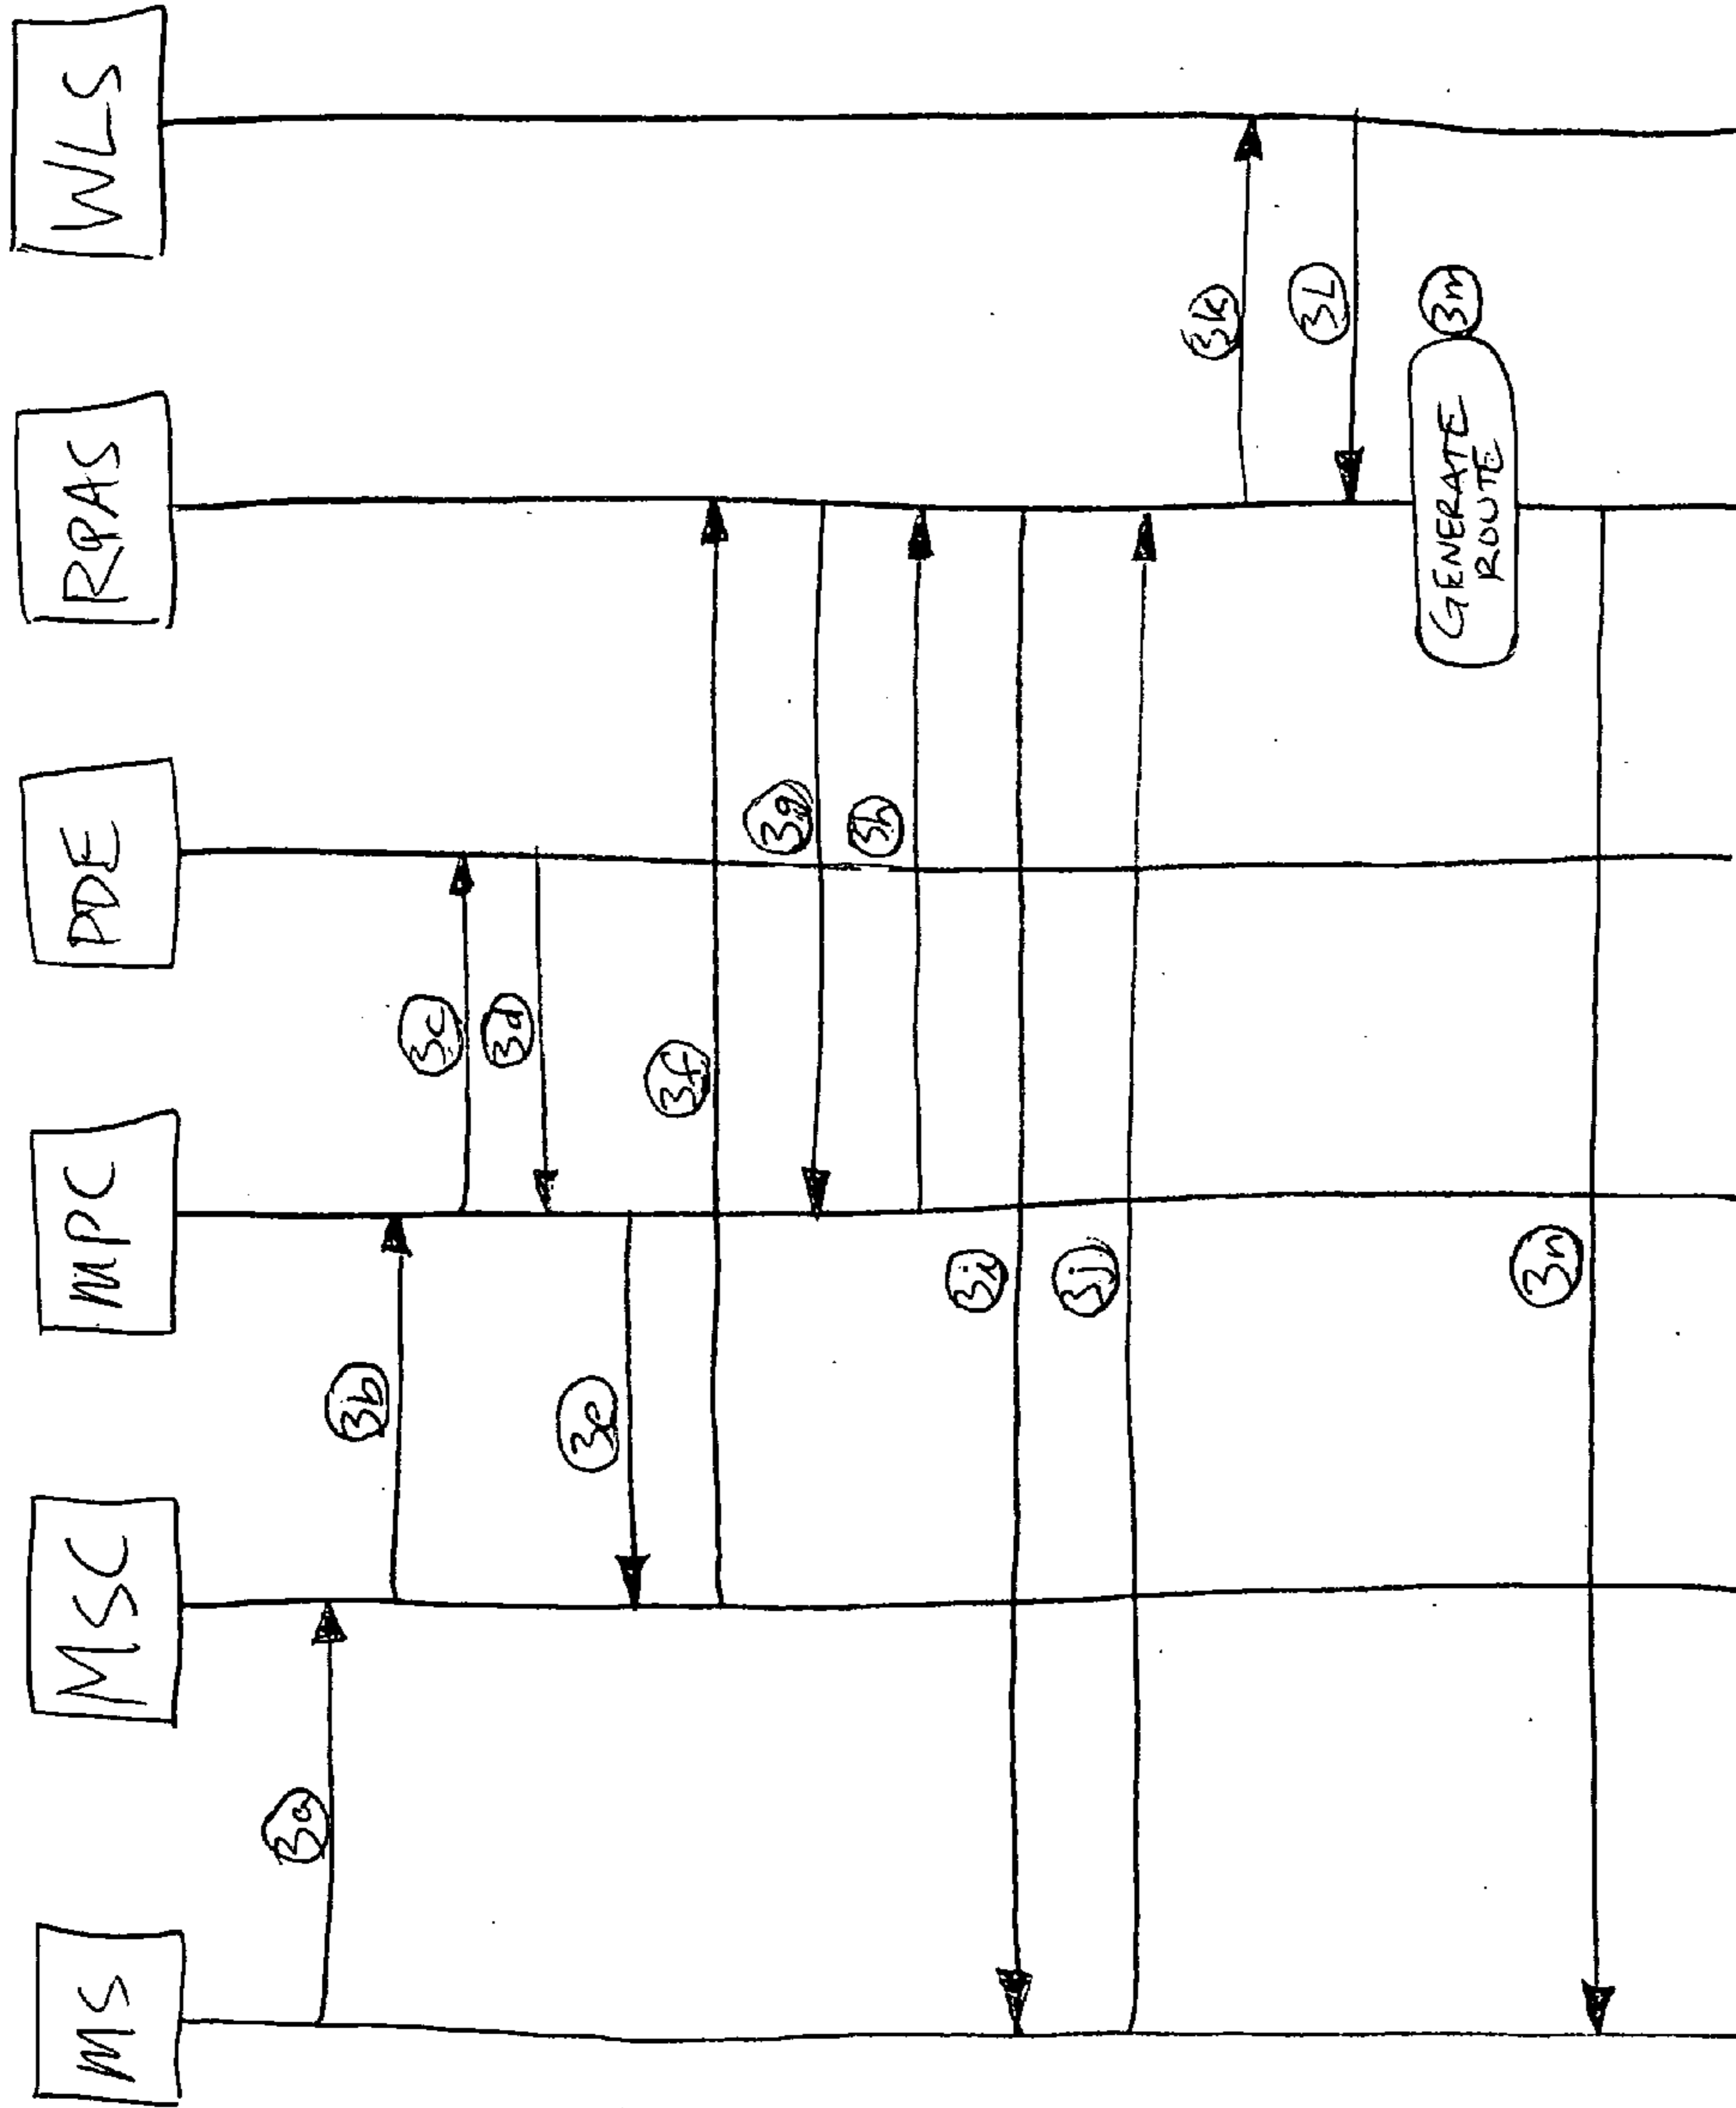 MS
MSC
MPC
PDE
RPAS
WLS
3a
3b
3c
3d
3e
3f
3g
3h
3i
3j
3k
3L
GENERATE
ROUTE
3m
3n